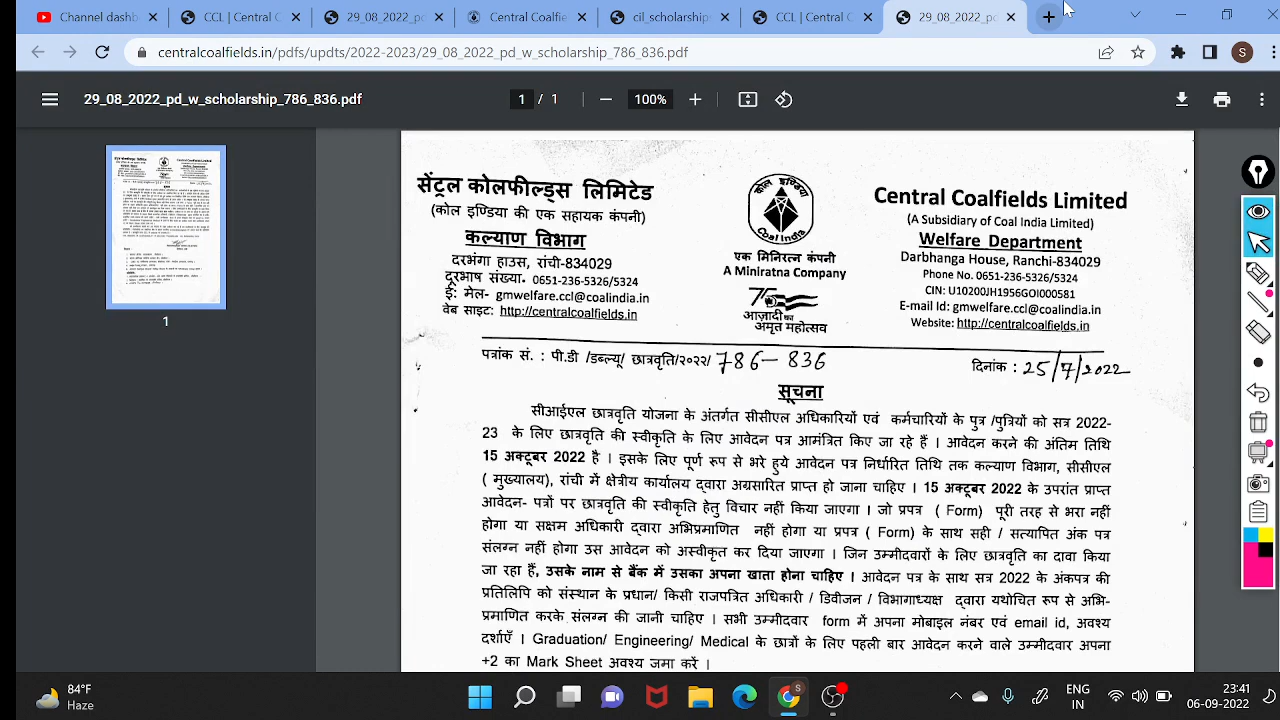 Channel dashb
CCL | Central C
29_08_2022_pd
CCL | Central C
cil_scholarship
CCL | Central C
29_08_2022_pd
centralcoalfields.in/pdfs/updts/2022-2023/29_08_2022_pd_w_scholarship_786_836.pdf
S
29_08_2022_pd_w_scholarship_786_836.pdf
1 / 1
100%
1
सेंट्रल कोलफील्ड्स लिमिटेड
(कोल इण्डिया की एक सहायक कंपनी)
कल्याण विभाग
दरभंगा हाउस, रांची-834029
दूरभाष संख्या. 0651-236-5326/5324
ई: मेल- gmwelfare.ccl@coalindia.in
वेब साइट: http://centralcoalfields.in
कोल इण्डिया
Coal India
एक मिनिरत्न कंपनी
A Miniratna Company
75
आज़ादी का
अमृत महोत्सव
Central Coalfields Limited
(A Subsidiary of Coal India Limited)
Welfare Department
Darbhanga House, Ranchi-834029
Phone No. 0651-236-5326/5324
CIN: U10200JH1956GOI000581
E-mail Id: gmwelfare.ccl@coalindia.in
Website: http://centralcoalfields.in
पत्रांक सं. : पी.डी /डब्ल्यू/ छात्रवृति/२०२२/ 786-836
दिनांक : 25/7/2022
सूचना
सीआईएल छात्रवृति योजना के अंतर्गत सीसीएल अधिकारियों एवं कर्मचारियों के पुत्र /पुत्रियों को सत्र 2022-
23 के लिए छात्रवृति की स्वीकृति के लिए आवेदन पत्र आमंत्रित किए जा रहे हैं । आवेदन करने की अंतिम तिथि
15 अक्टूबर 2022 है । इसके लिए पूर्ण रूप से भरे हुये आवेदन पत्र निर्धारित तिथि तक कल्याण विभाग, सीसीएल
( मुख्यालय), रांची में क्षेत्रीय कार्यालय द्वारा अग्रसारित प्राप्त हो जाना चाहिए । 15 अक्टूबर 2022 के उपरांत प्राप्त
आवेदन- पत्रों पर छात्रवृति की स्वीकृति हेतु विचार नहीं किया जाएगा । जो प्रपत्र ( Form) पूरी तरह से भरा नहीं
होगा या सक्षम अधिकारी द्वारा अभिप्रमाणित नहीं होगा या प्रपत्र ( Form) के साथ सही / सत्यापित अंक पत्र
संलग्न नहीं होगा उस आवेदन को अस्वीकृत कर दिया जाएगा । जिन उम्मीदवारों के लिए छात्रवृति का दावा किया
जा रहा हैं, उसके नाम से बैंक में उसका अपना खाता होना चाहिए । आवेदन पत्र के साथ सत्र 2022 के अंकपत्र की
प्रतिलिपि को संस्थान के प्रधान/ किसी राजपत्रित अधिकारी / डिवीजन / विभागाध्यक्ष द्वारा यथोचित रूप से अभि-
प्रमाणित करके संलग्न की जानी चाहिए । सभी उम्मीदवार form में अपना मोबाइल नंबर एवं email id, अवश्य
दर्शाएँ । Graduation/ Engineering/ Medical के छात्रों के लिए पहली बार आवेदन करने वाले उम्मीदवार अपना
+2 का Mark Sheet अवश्य जमा करें ।
84°F
Haze
ENG
IN
23:41
06-09-2022